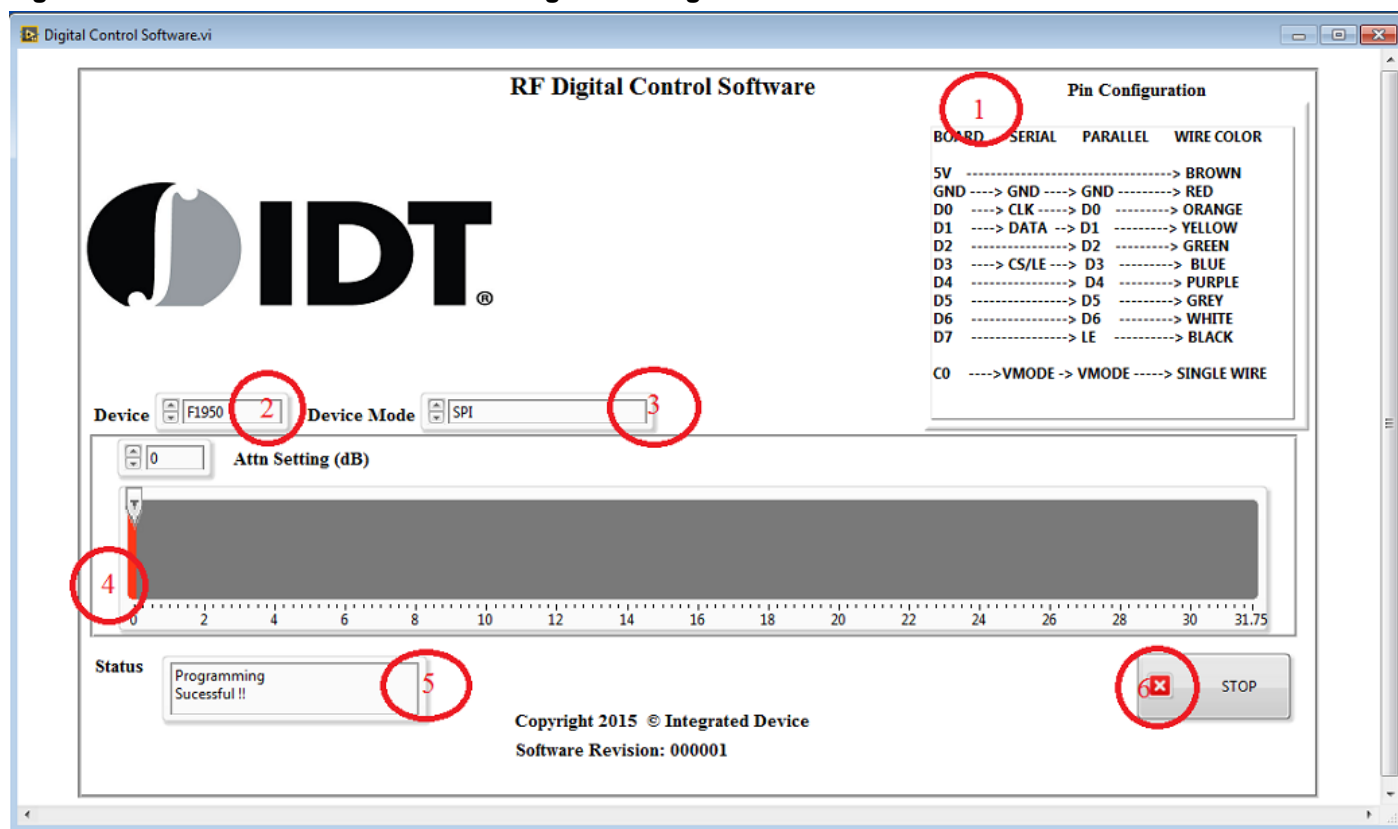 Digital Control Software.vi
RF Digital Control Software
Pin Configuration
1
BOARD SERIAL PARALLEL WIRE COLOR
5V ---------------------------------> BROWN
GND ----> GND ----> GND ---------> RED
D0 ----> CLK -----> D0 ---------> ORANGE
D1 ----> DATA --> D1 ---------> YELLOW
D2 ----------------> D2 ---------> GREEN
D3 ----> CS/LE ---> D3 ---------> BLUE
D4 ----------------> D4 ---------> PURPLE
D5 ----------------> D5 ---------> GREY
D6 ----------------> D6 ---------> WHITE
D7 ----------------> LE ----------> BLACK
C0 ---->VMODE -> VMODE -----> SINGLE WIRE
IDT®
Device F1950 2 Device Mode SPI 3
0 Attn Setting (dB)
4
0 2 4 6 8 10 12 14 16 18 20 22 24 26 28 30 31.75
Status
Programming
Sucessful !!
5
6 STOP
Copyright 2015 © Integrated Device
Software Revision: 000001